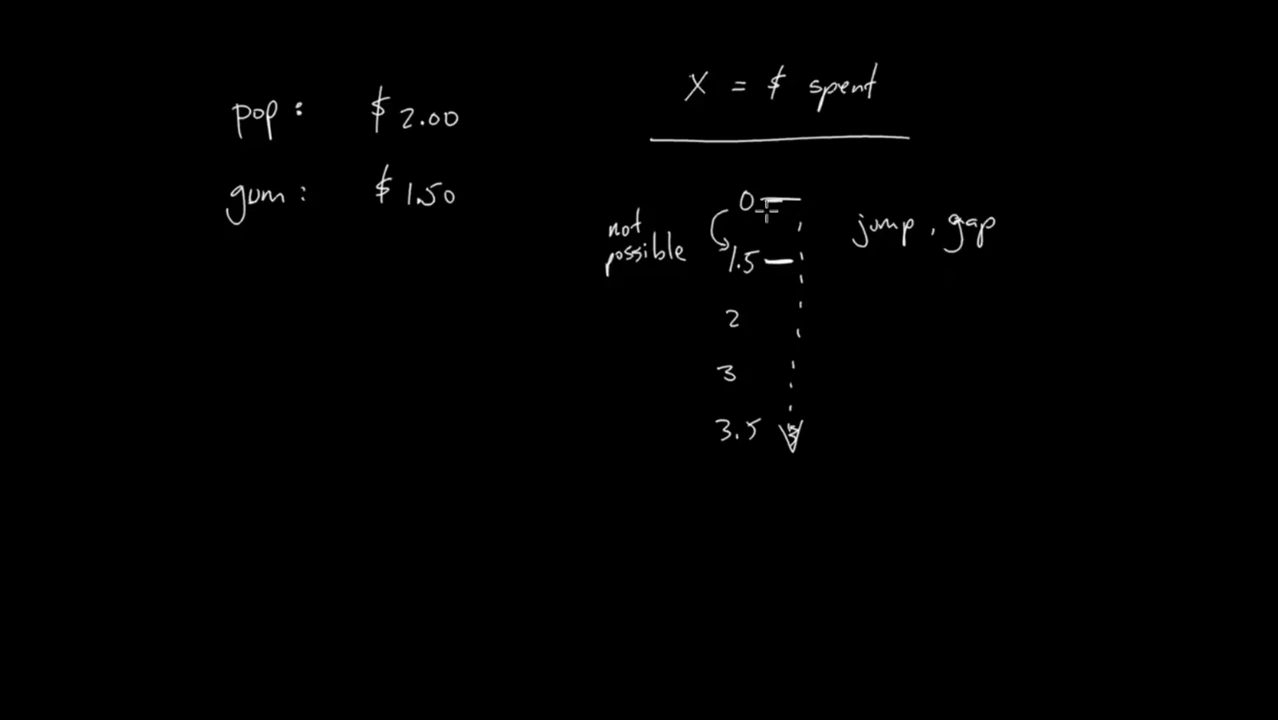 pop: $ 2.00
gum: $ 1.50
X = $ spent
0
not
possible
1.5
2
3
3.5
jump, gap